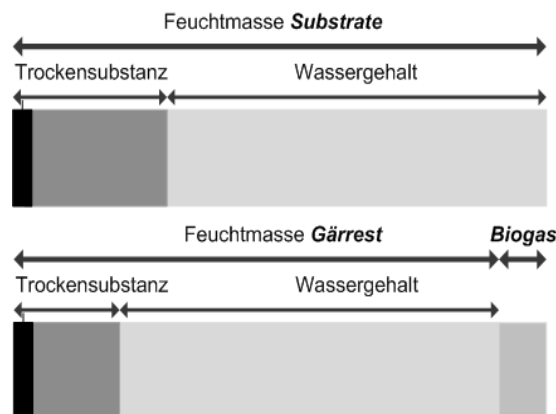 Feuchtmasse Substrate
Trockensubstanz Wassergehalt
Feuchtmasse Gärrest Biogas
Trockensubstanz Wassergehalt